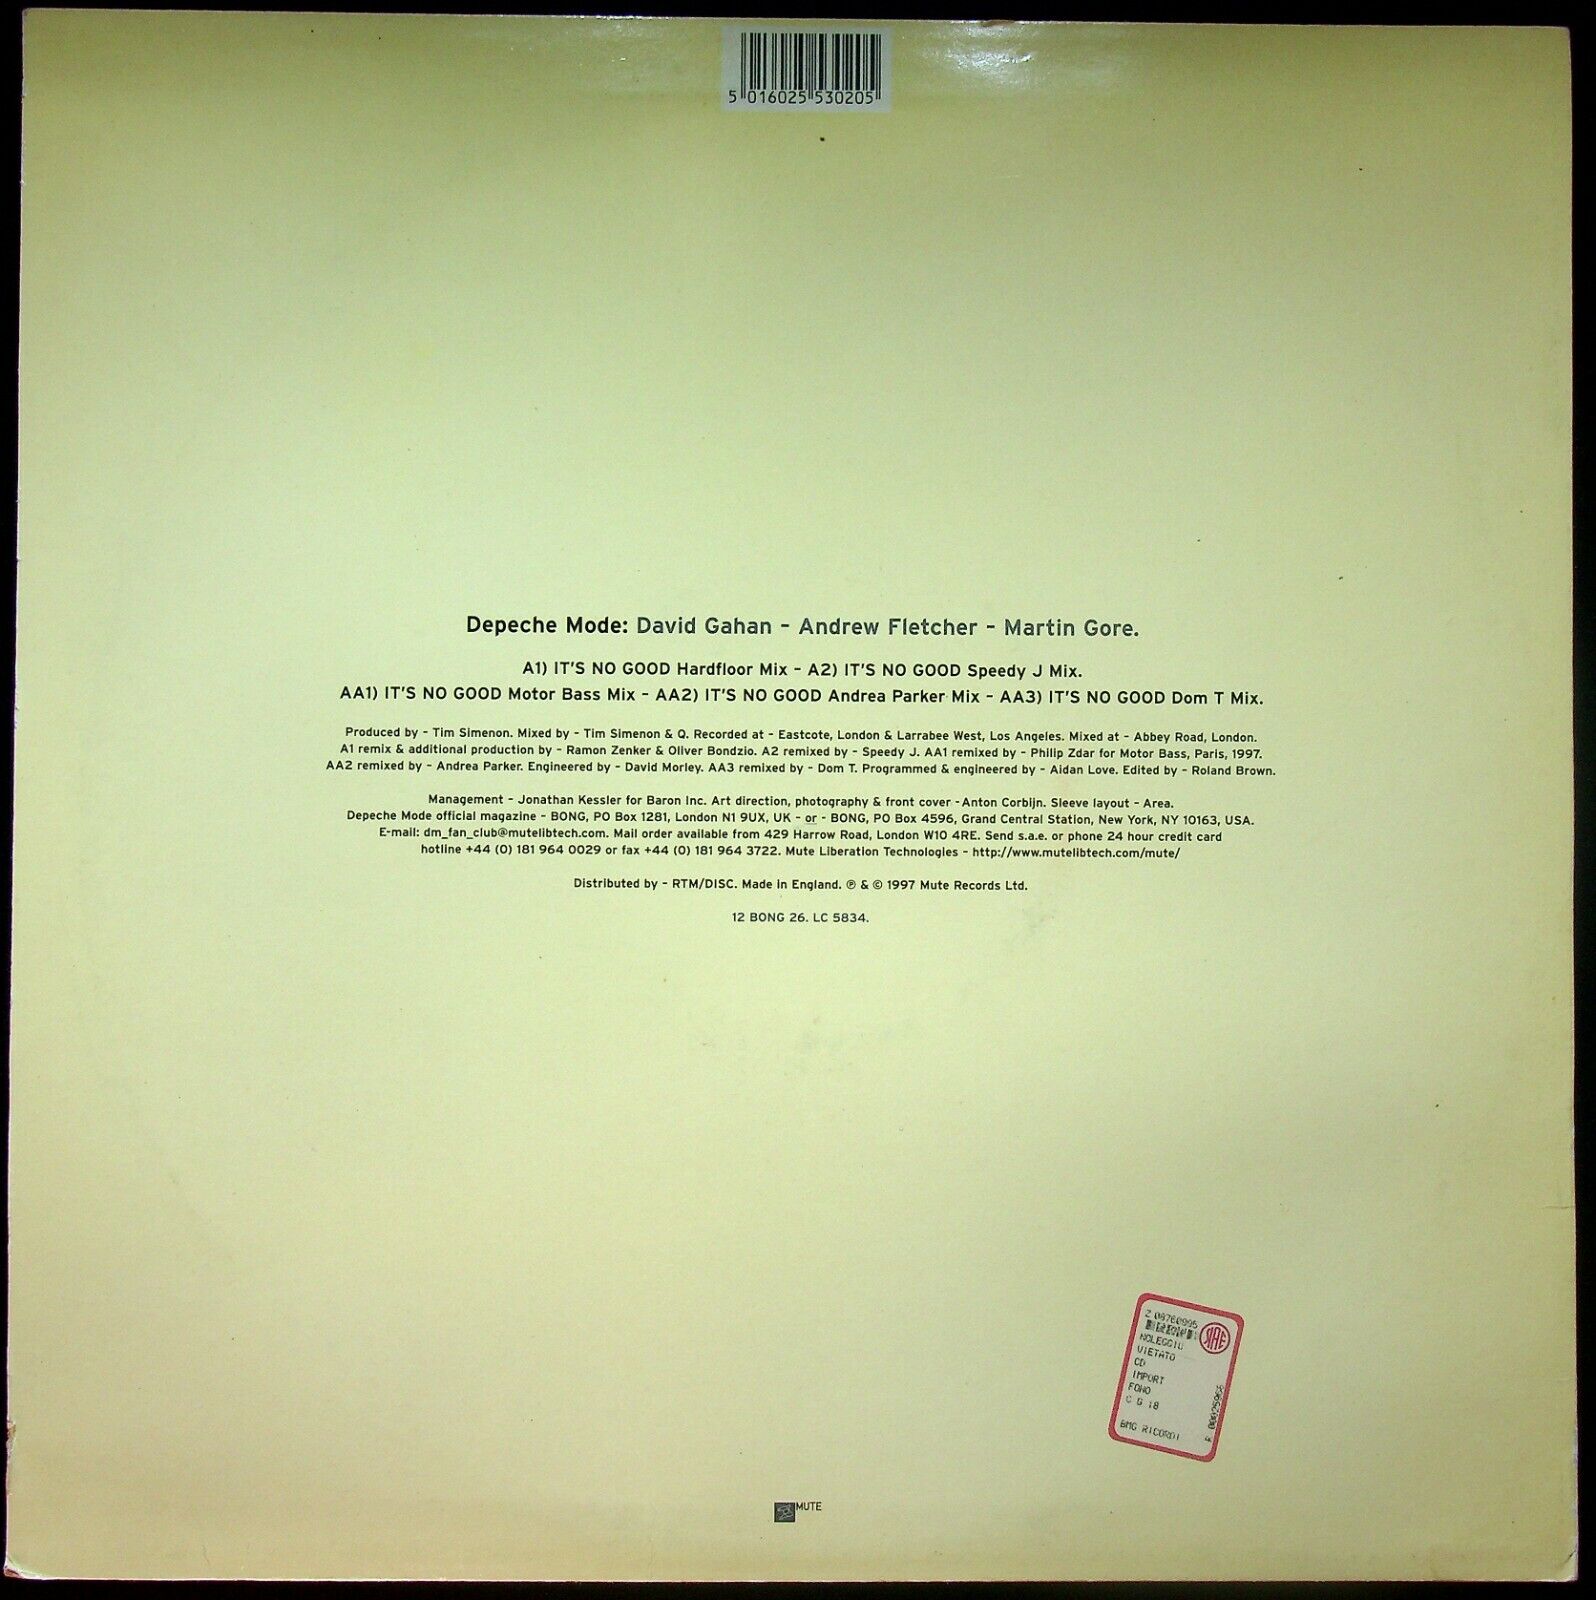 5 016025 530205
Depeche Mode: David Gahan - Andrew Fletcher - Martin Gore.
A1) IT'S NO GOOD Hardfloor Mix - A2) IT'S NO GOOD Speedy J Mix.
AA1) IT'S NO GOOD Motor Bass Mix - AA2) IT'S NO GOOD Andrea Parker Mix - AA3) IT'S NO GOOD Dom T Mix.
Produced by - Tim Simenon. Mixed by - Tim Simenon & Q. Recorded at - Eastcote, London & Larrabee West, Los Angeles. Mixed at - Abbey Road, London.
A1 remix & additional production by - Ramon Zenker & Oliver Bondzio. A2 remixed by - Speedy J. AA1 remixed by - Philip Zdar for Motor Bass, Paris, 1997.
AA2 remixed by - Andrea Parker. Engineered by - David Morley. AA3 remixed by - Dom T. Programmed & engineered by - Aidan Love. Edited by - Roland Brown.
Management - Jonathan Kessler for Baron Inc. Art direction, photography & front cover - Anton Corbijn. Sleeve layout - Area.
Depeche Mode official magazine - BONG, PO Box 1281, London N1 9UX, UK - or - BONG, PO Box 4596, Grand Central Station, New York, NY 10163, USA.
E-mail: dm_fan_club@mutelibtech.com. Mail order available from 429 Harrow Road, London W10 4RE. Send s.a.e. or phone 24 hour credit card
hotline +44 (0) 181 964 0029 or fax +44 (0) 181 964 3722. Mute Liberation Technologies - http://www.mutelibtech.com/mute/
Distributed by - RTM/DISC. Made in England. ℗ & © 1997 Mute Records Ltd.
12 BONG 26. LC 5834.
Z 08760995
SIAE
NOLEGGIO
VIETATO
CD
IMPORT
FONO
C G 18
BMG RICORDI
MUTE